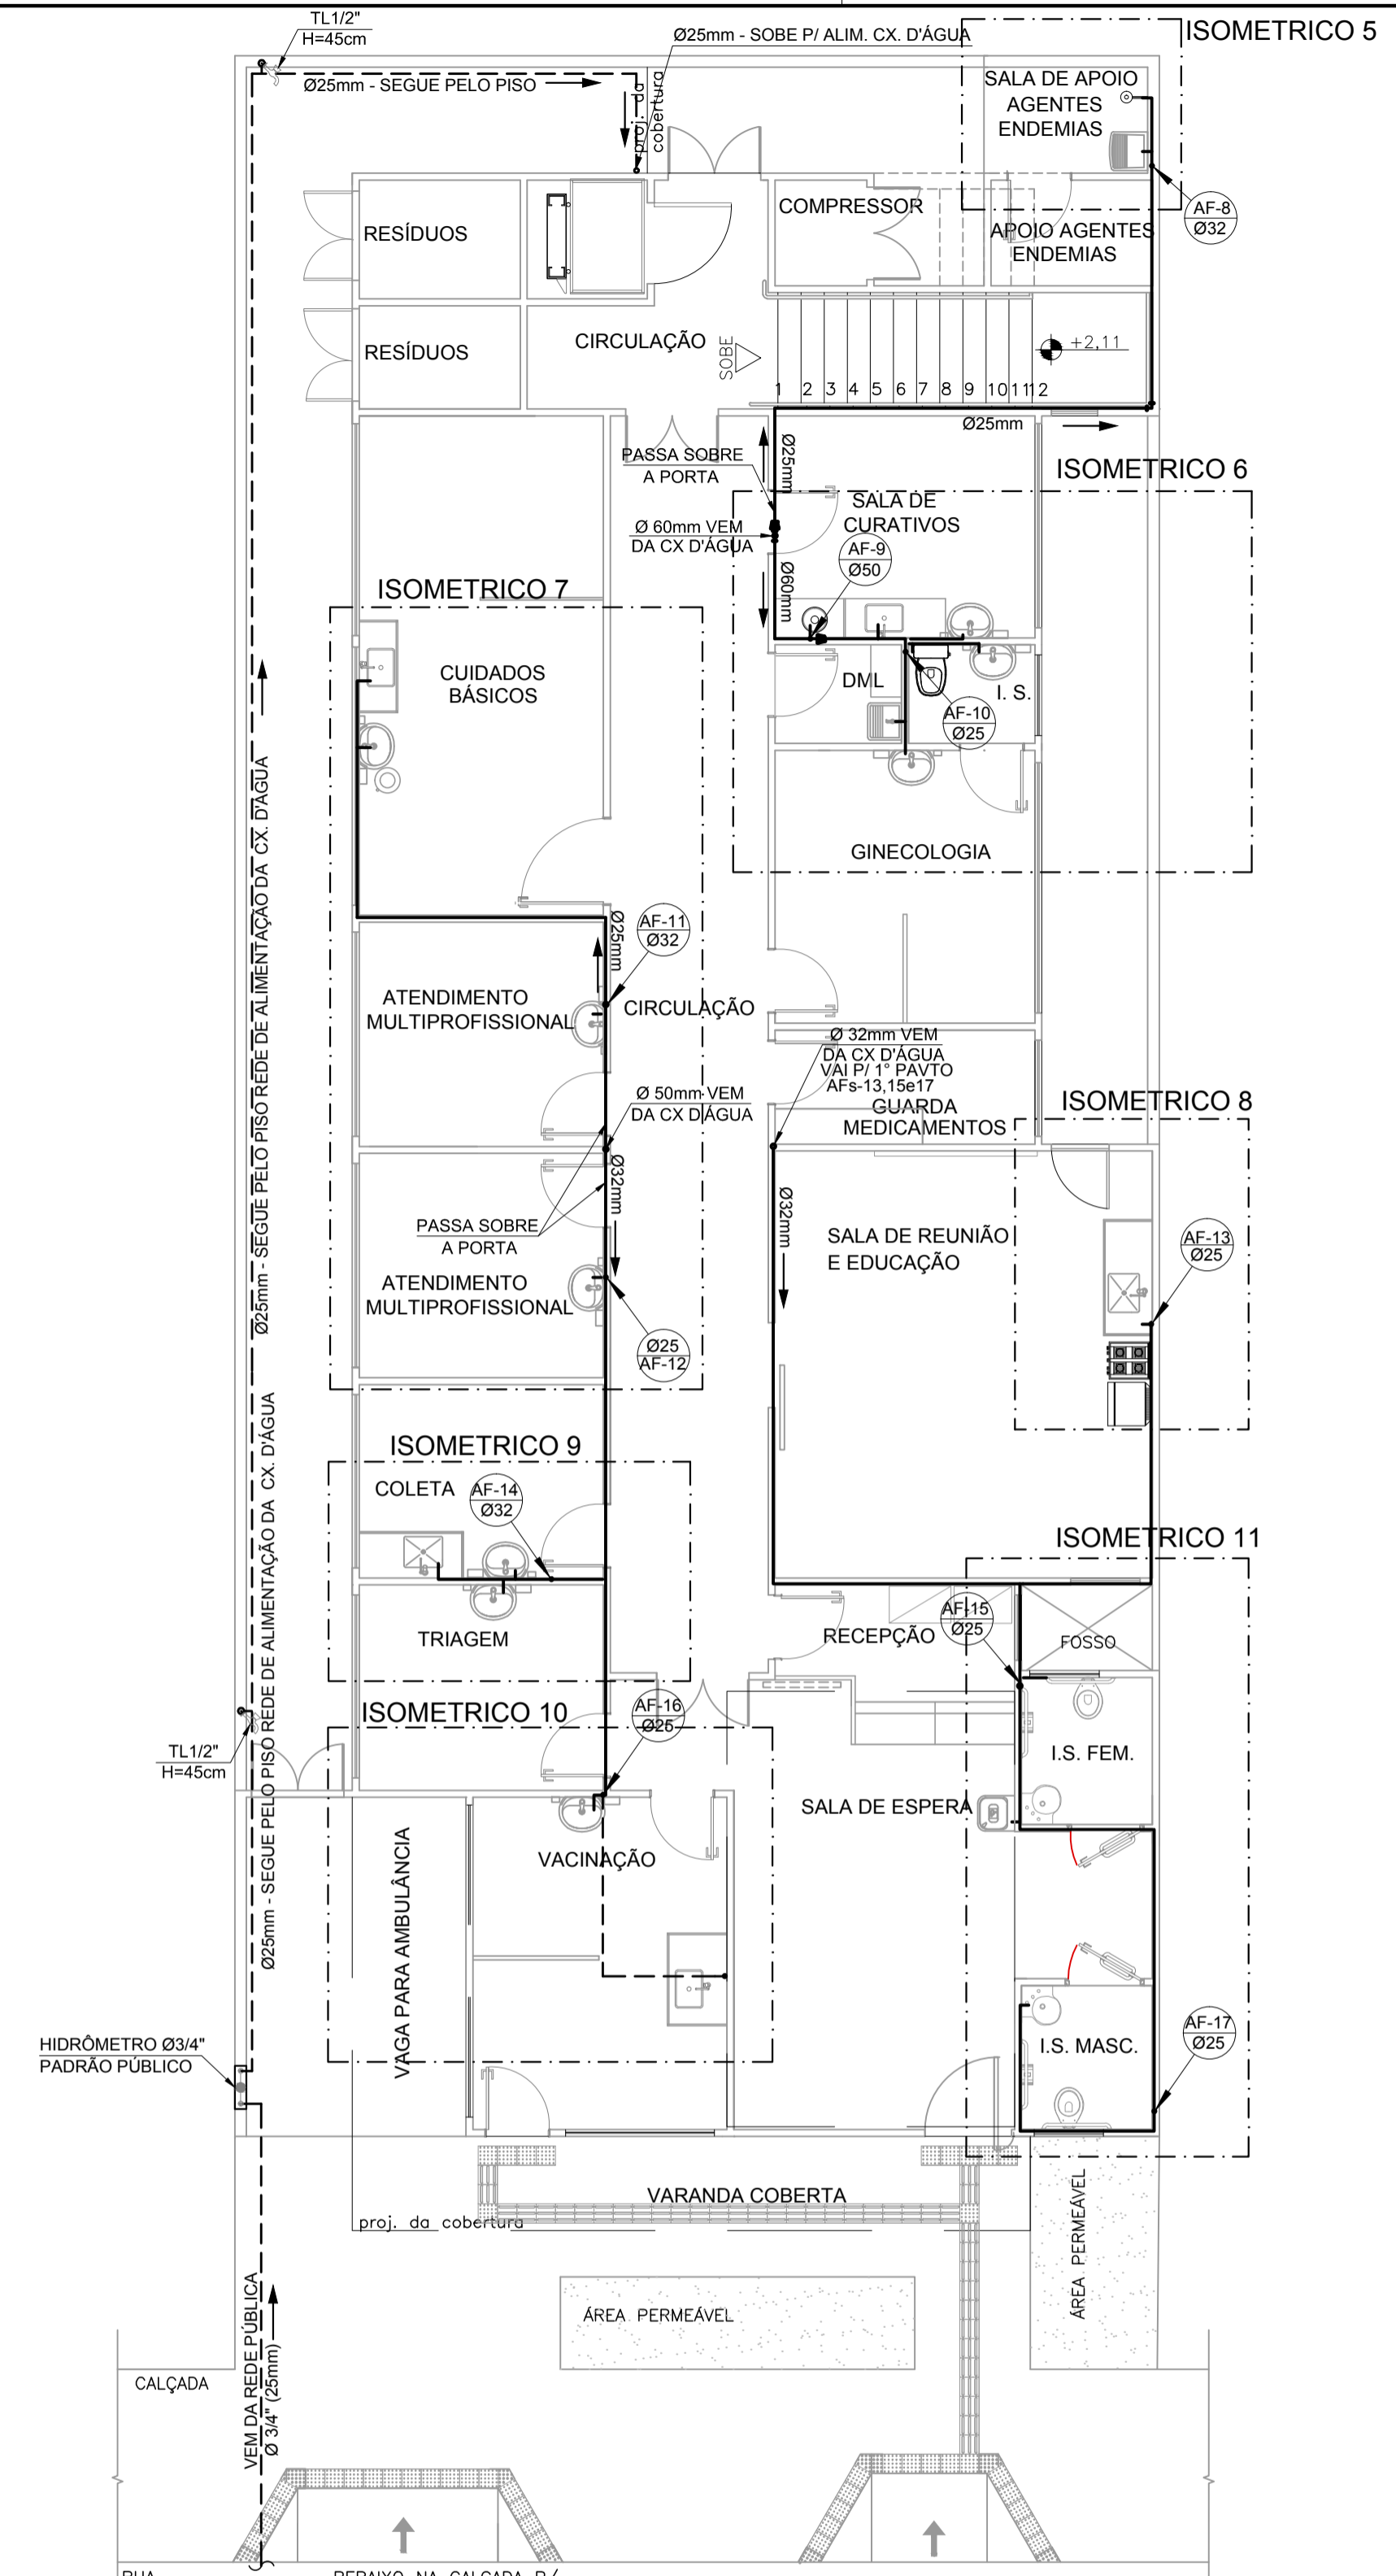 TL1/2"
H=45cm
Ø25mm - SOBE P/ ALIM. CX. D'ÁGUA
ISOMETRICO 5
Ø25mm - SEGUE PELO PISO
proj. da
cobertura
SALA DE APOIO
AGENTES
ENDEMIAS
AF-8
Ø32
COMPRESSOR
APOIO AGENTES
ENDEMIAS
RESÍDUOS
RESÍDUOS
CIRCULAÇÃO
SOBE
+2,11
1 2 3 4 5 6 7 8 9 10 11 12
Ø25mm
PASSA SOBRE
A PORTA
Ø25mm
ISOMETRICO 6
SALA DE
CURATIVOS
Ø 60mm VEM
DA CX D'ÁGUA
AF-9
Ø50
Ø60mm
ISOMETRICO 7
CUIDADOS
BÁSICOS
DML
I. S.
AF-10
Ø25
GINECOLOGIA
Ø25mm - SEGUE PELO PISO REDE DE ALIMENTAÇÃO DA CX. D'ÁGUA
Ø25mm
AF-11
Ø32
ATENDIMENTO
MULTIPROFISSIONAL
CIRCULAÇÃO
Ø 32mm VEM
DA CX D'ÁGUA
VAI P/ 1° PAVTO
AFs-13,15e17
GUARDA
MEDICAMENTOS
Ø 50mm VEM
DA CX D'ÁGUA
ISOMETRICO 8
Ø32mm
Ø32mm
PASSA SOBRE
A PORTA
SALA DE REUNIÃO
E EDUCAÇÃO
AF-13
Ø25
ATENDIMENTO
MULTIPROFISSIONAL
Ø25
AF-12
ISOMETRICO 9
COLETA
AF-14
Ø32
ISOMETRICO 11
Ø25mm - SEGUE PELO PISO REDE DE ALIMENTAÇÃO DA CX. D'ÁGUA
TRIAGEM
RECEPÇÃO
AF-15
Ø25
FOSSO
ISOMETRICO 10
AF-16
Ø25
TL1/2"
H=45cm
I.S. FEM.
SALA DE ESPERA
VACINAÇÃO
VAGA PARA AMBULÂNCIA
HIDRÔMETRO Ø3/4"
PADRÃO PÚBLICO
AF-17
Ø25
I.S. MASC.
VARANDA COBERTA
proj. da cobertura
ÁREA PERMEÁVEL
ÁREA PERMEÁVEL
VEM DA REDE PÚBLICA
Ø 3/4" (25mm)
CALÇADA